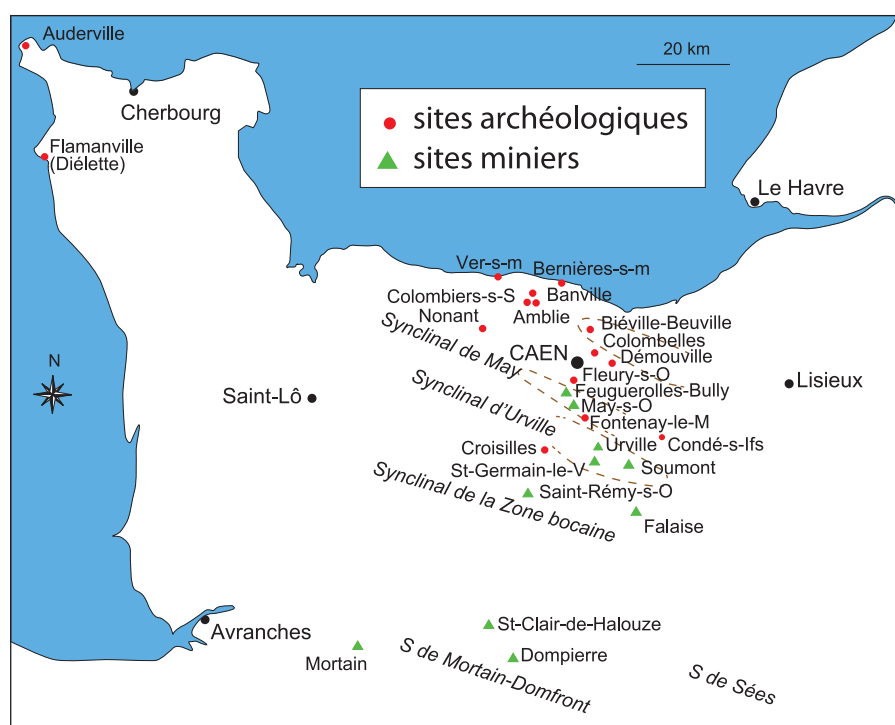 Auderville
20 km
Cherbourg
sites archéologiques
sites miniers
Flamanville
(Diélette)
Le Havre
Ver-s-m
Bernières-s-m
Colombiers-s-S
Banville
Nonant
Amblie
Biéville-Beuville
Colombelles
Synclinal de May
CAEN
Démouville
N
Fleury-s-O
Lisieux
Saint-Lô
Feuguerolles-Bully
May-s-O
Synclinal d'Urville
Fontenay-le-M
Croisilles
Urville
Condé-s-Ifs
St-Germain-le-V
Soumont
Synclinal de la Zone bocaine
Saint-Rémy-s-O
Falaise
Avranches
St-Clair-de-Halouze
Mortain
Dompierre
S de Mortain-Domfront
S de Sées